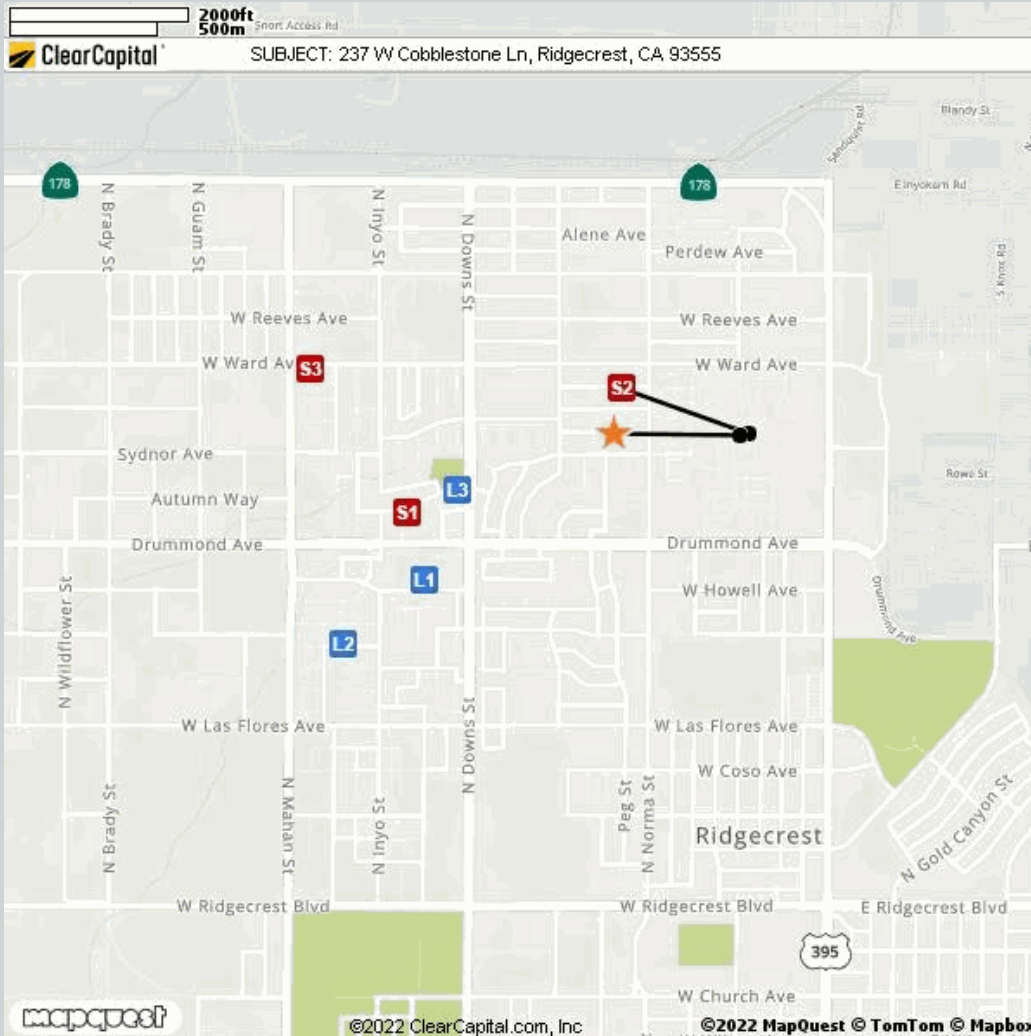 2000ft
500m
Snort Access Rd
ClearCapital
SUBJECT: 237 W Cobblestone Ln, Ridgecrest, CA 93555
Blandy St
Sandquist Rd
178
178
E Inyokern Rd
N Brady St
N Guam St
N Inyo St
N Downs St
Alene Ave
Perdew Ave
S Knox Rd
W Reeves Ave
W Reeves Ave
W Ward Av
S3
W Ward Ave
S2
Sydnor Ave
Rowe St
L3
Autumn Way
S1
Drummond Ave
Drummond Ave
L1
W Howell Ave
N Wildflower St
Drummond Ave
L2
W Las Flores Ave
N Downs St
W Las Flores Ave
W Coso Ave
N Brady St
N Mahan St
N Inyo St
Peg St
N Norma St
Ridgecrest
N Gold Canyon St
W Ridgecrest Blvd
W Ridgecrest Blvd
E Ridgecrest Blvd
395
W Church Ave
mapquest
©2022 ClearCapital.com, Inc
©2022 MapQuest © TomTom © Mapbox